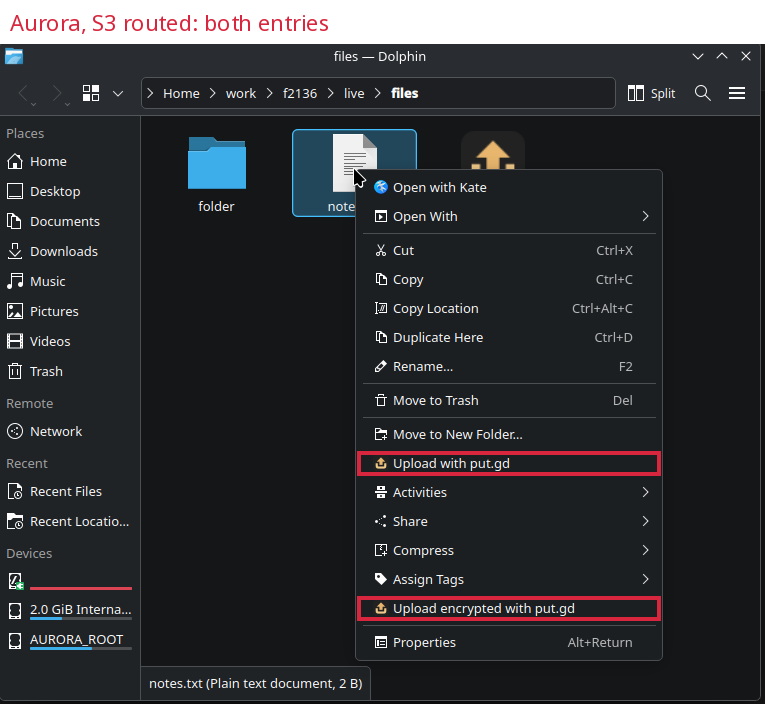 Aurora, S3 routed: both entries
files — Dolphin
Home > work > f2136 > live > files
Split
Places
Home
Desktop
Documents
Downloads
Music
Pictures
Videos
Trash
Remote
Network
Recent
Recent Files
Recent Locatio...
Devices
2.0 GiB Interna...
AURORA_ROOT
folder
Open with Kate
Open With
Cut Ctrl+X
Copy Ctrl+C
Copy Location Ctrl+Alt+C
Duplicate Here Ctrl+D
Rename... F2
Move to Trash Del
Move to New Folder...
Upload with put.gd
Activities
Share
Compress
Assign Tags
Upload encrypted with put.gd
Properties Alt+Return
notes.txt (Plain text document, 2 B)